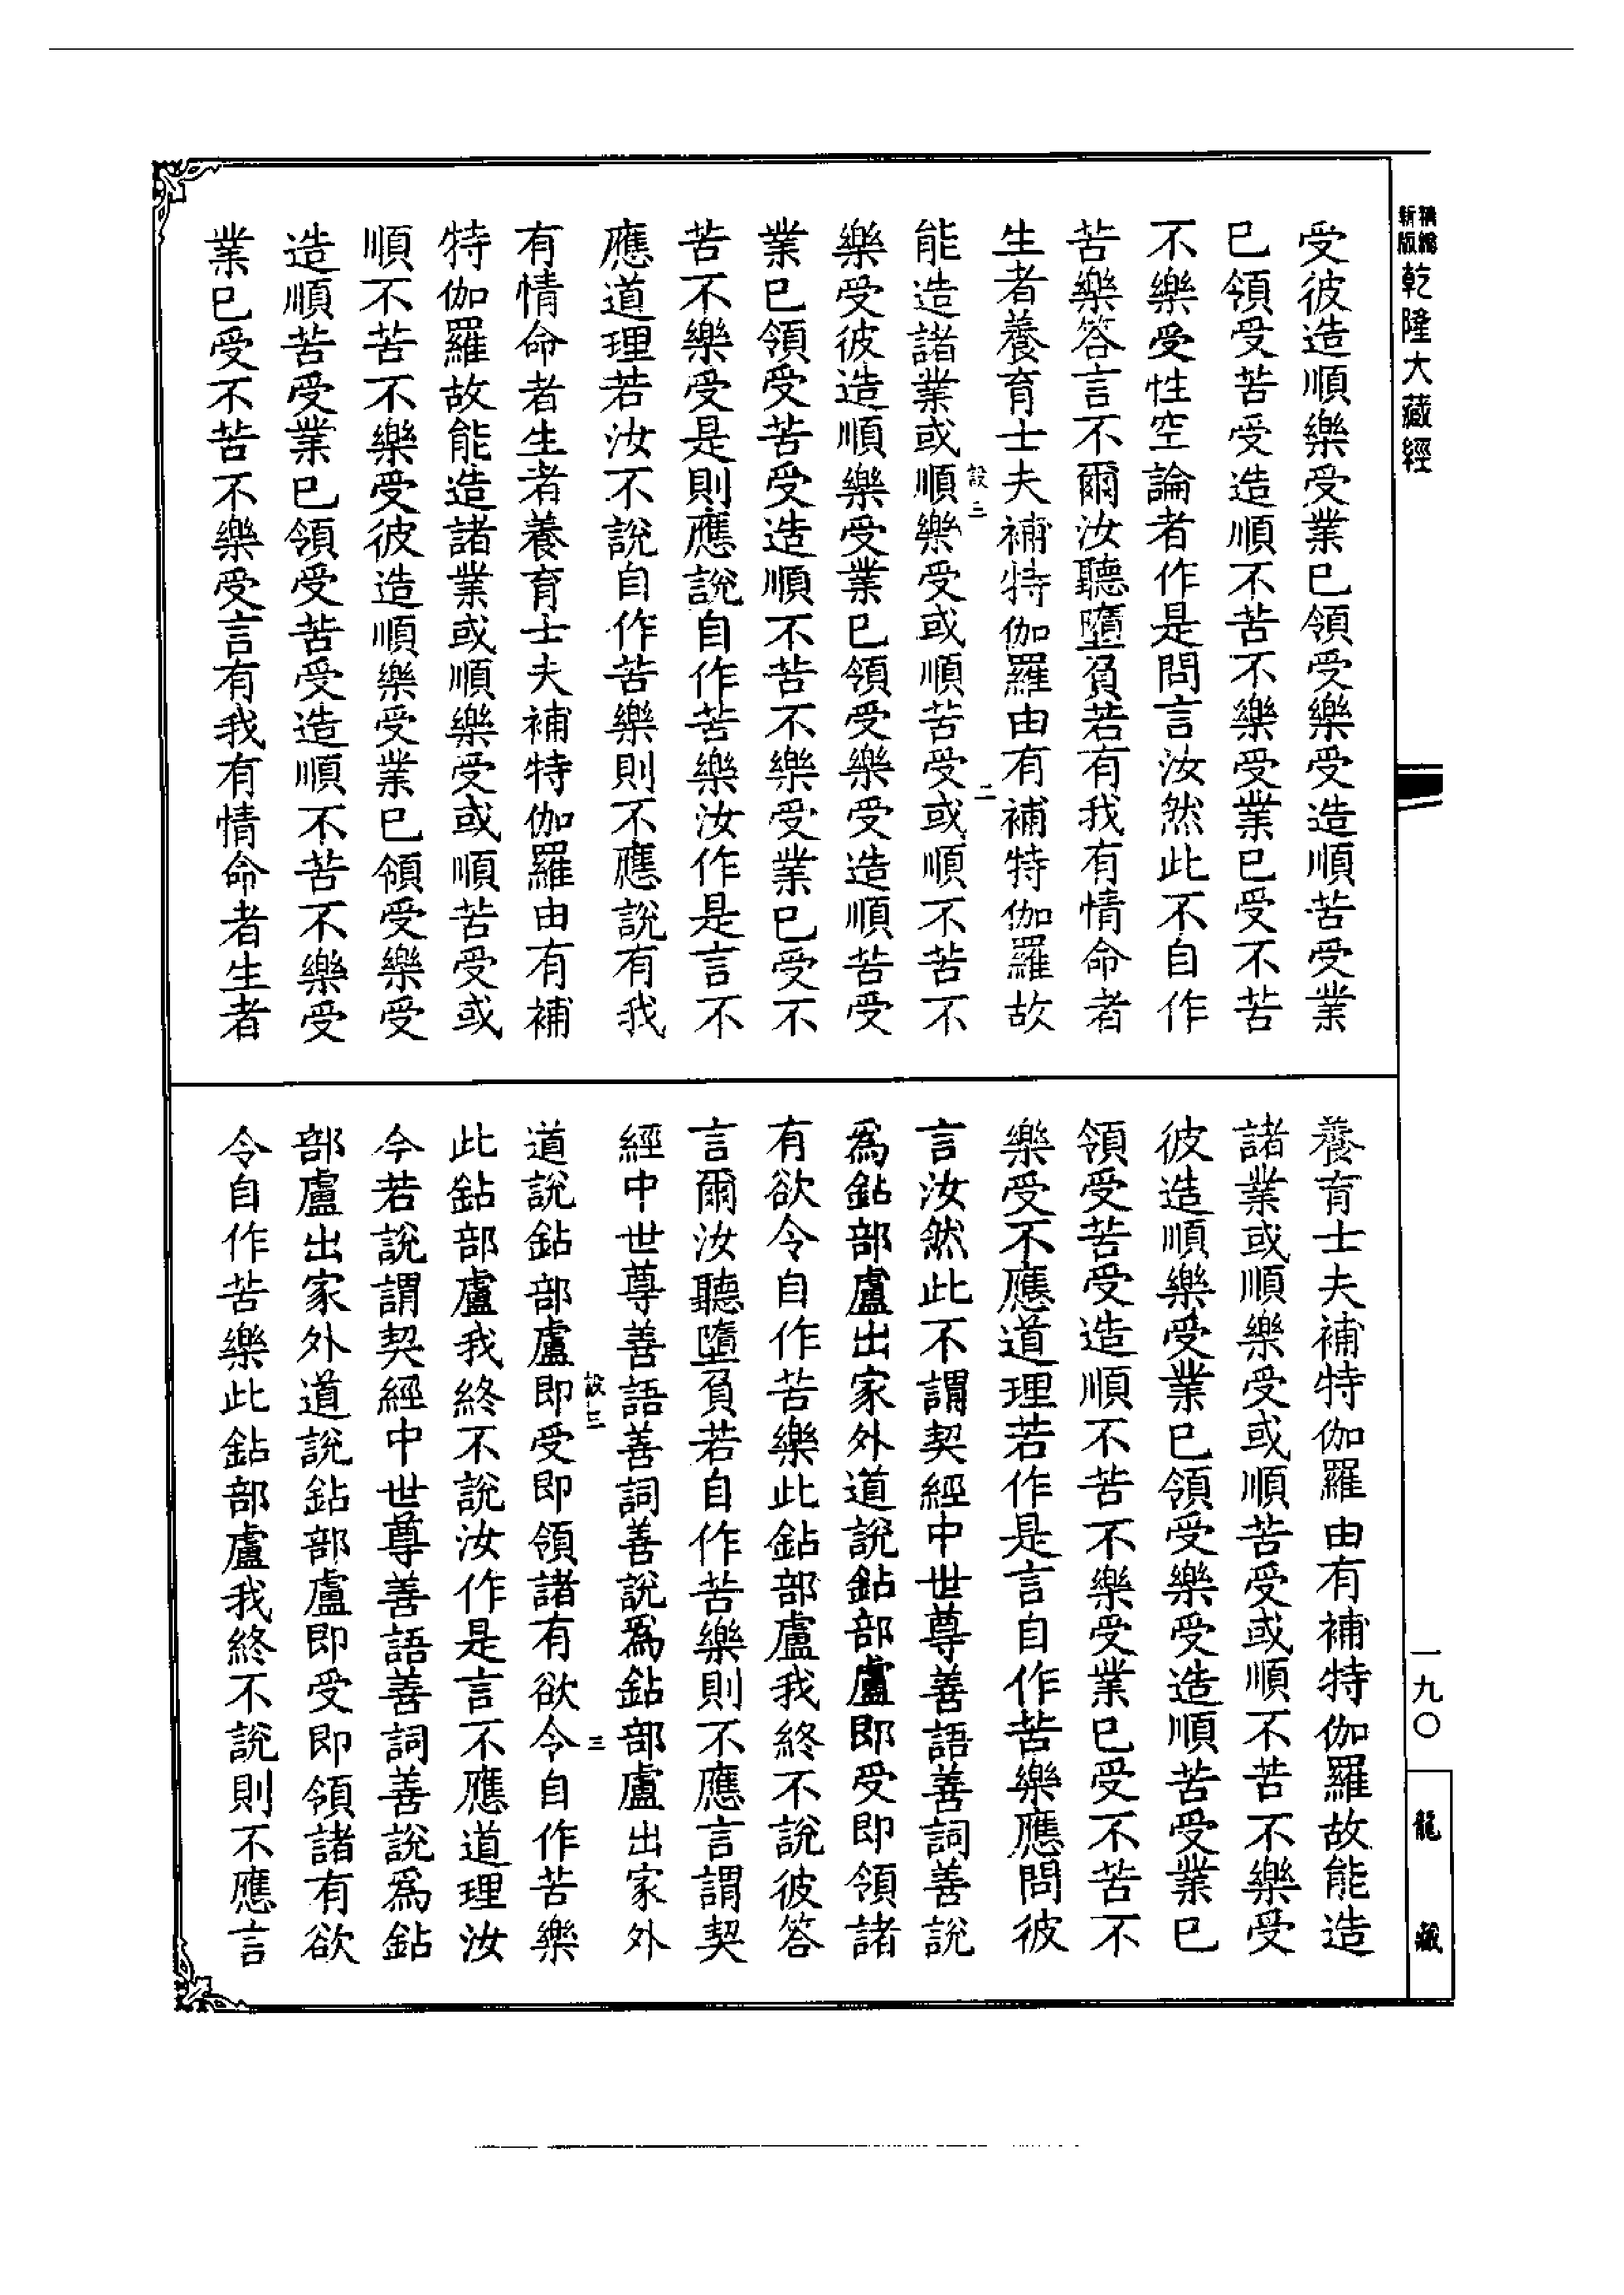 新版
精編
乾隆大藏經
受彼造順樂受業已領受樂受造順苦受業
已領受苦受造順不苦不樂受業已受不苦
不樂受性空論者作是問言汝然此不自作
苦樂答言不爾汝聽墮負若有我有情命者
生者養育士夫補特伽羅由有補特伽羅故
設三
二
能造諸業或順樂受或順苦受或順不苦不
樂受彼造順樂受業已領受樂受造順苦受
業已領受苦受造順不苦不樂受業已受不
苦不樂受是則應說自作苦樂汝作是言不
應道理若汝不說自作苦樂則不應說有我
有情命者生者養育士夫補特伽羅由有補
特伽羅故能造諸業或順樂受或順苦受或
順不苦不樂受彼造順樂受業已領受樂受
造順苦受業已領受苦受造順不苦不樂受
業已受不苦不樂受言有我有情命者生者
養育士夫補特伽羅由有補特伽羅故能造
諸業或順樂受或順苦受或順不苦不樂受
彼造順樂受業已領受樂受造順苦受業已
領受苦受造順不苦不樂受業已受不苦不
樂受不應道理若作是言自作苦樂應問彼
言汝然此不謂契經中世尊善語善詞善說
為鉆部盧出家外道說鉆部盧即受即領諸
有欲令自作苦樂此鉆部盧我終不說彼答
言爾汝聽墮負若自作苦樂則不應言謂契
經中世尊善語善詞善說為鉆部盧出家外
設三
三
道說鉆部盧即受即領諸有欲令自作苦樂
此鉆部盧我終不說汝作是言不應道理汝
今若說謂契經中世尊善語善詞善說為鉆
部盧出家外道說鉆部盧即受即領諸有欲
令自作苦樂此鉆部盧我終不說則不應言
一九〇
龍藏